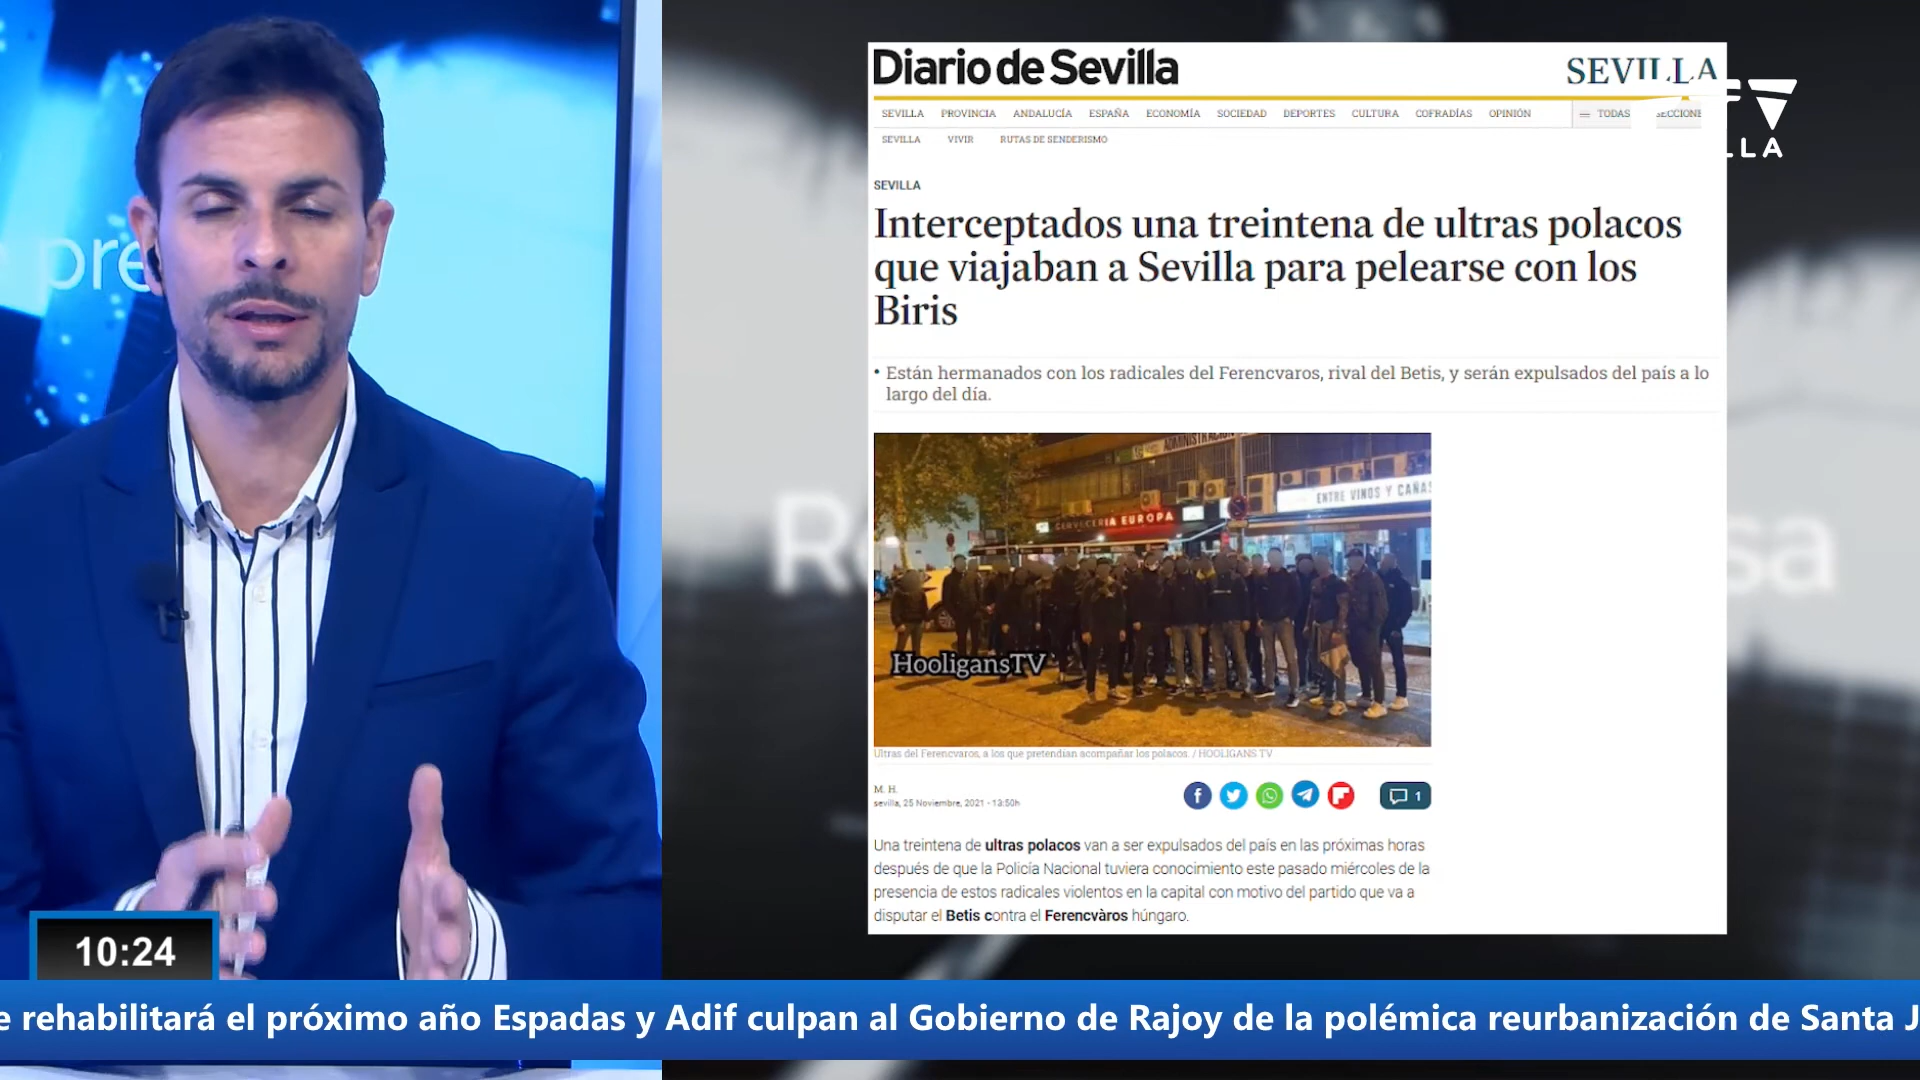 pre
Diario de Sevilla
SEVILLA
SEVILLA PROVINCIA ANDALUCÍA ESPAÑA ECONOMÍA SOCIEDAD DEPORTES CULTURA COFRADÍAS OPINIÓN TODAS
SEVILLA VIVIR RUTAS DE SENDERISMO
LLA
SEVILLA
Interceptados una treintena de ultras polacos
que viajaban a Sevilla para pelearse con los
Biris
• Están hermanados con los radicales del Ferencvaros, rival del Betis, y serán expulsados del país a lo
largo del día.
ADMINISTRACIÓN
ENTRE VINOS Y CAÑAS
CERVECERIA EUROPA
HooligansTV
Ultras del Ferencvaros, a los que pretendían acompañar los polacos. / HOOLIGANS TV
M. H.
sevilla, 25 Noviembre, 2021 - 13:50h
1
Una treintena de ultras polacos van a ser expulsados del país en las próximas horas
después de que la Policía Nacional tuviera conocimiento este pasado miércoles de la
presencia de estos radicales violentos en la capital con motivo del partido que va a
disputar el Betis contra el Ferencvàros húngaro.
10:24
e rehabilitará el próximo año Espadas y Adif culpan al Gobierno de Rajoy de la polémica reurbanización de Santa J